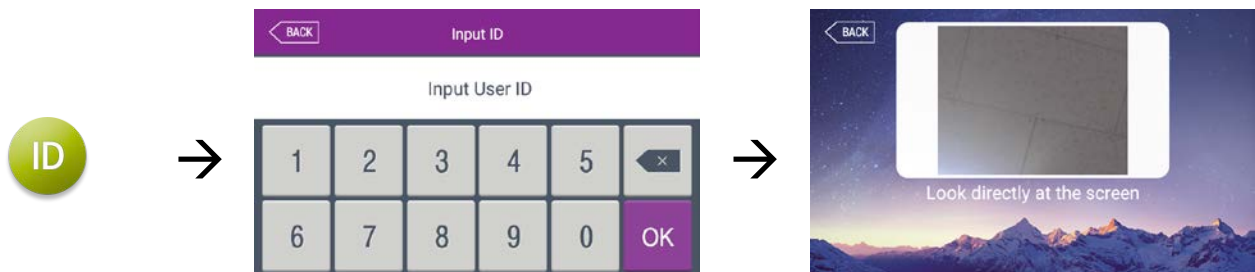 ID
BACK
Input ID
Input User ID
1 2 3 4 5
6 7 8 9 0 OK
BACK
Look directly at the screen